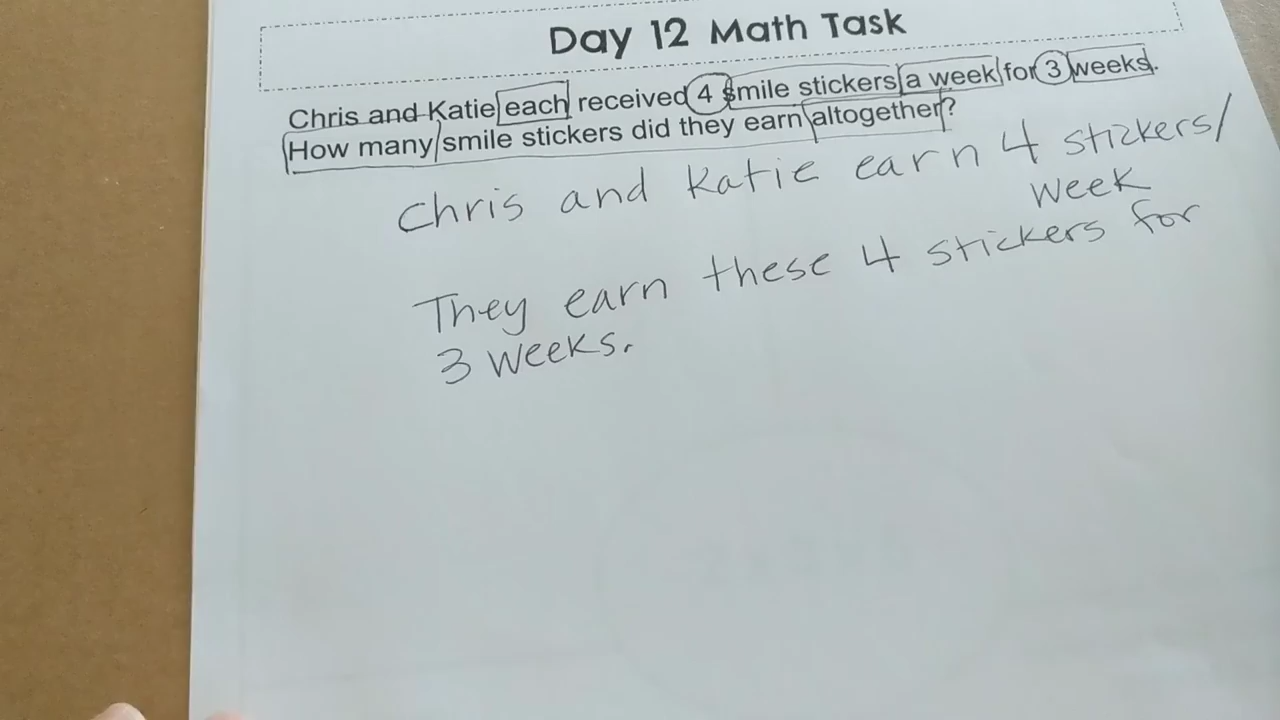 Day 12 Math Task
Chris and Katie each received 4 smile stickers a week for 3 weeks.
How many smile stickers did they earn altogether?
Chris and Katie earn 4 stickers/
week
They earn these 4 stickers for
3 weeks.